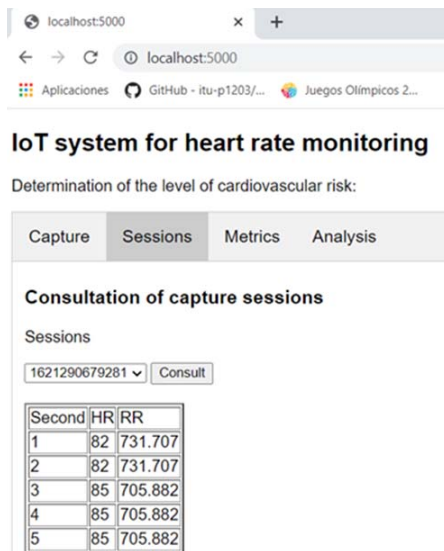 localhost:5000
localhost:5000
Aplicaciones GitHub - itu-p1203/... Juegos Olímpicos 2...
IoT system for heart rate monitoring
Determination of the level of cardiovascular risk:
Capture Sessions Metrics Analysis
Consultation of capture sessions
Sessions
1621290679281 Consult
Second HR RR
1 82 731.707
2 82 731.707
3 85 705.882
4 85 705.882
5 85 705.882